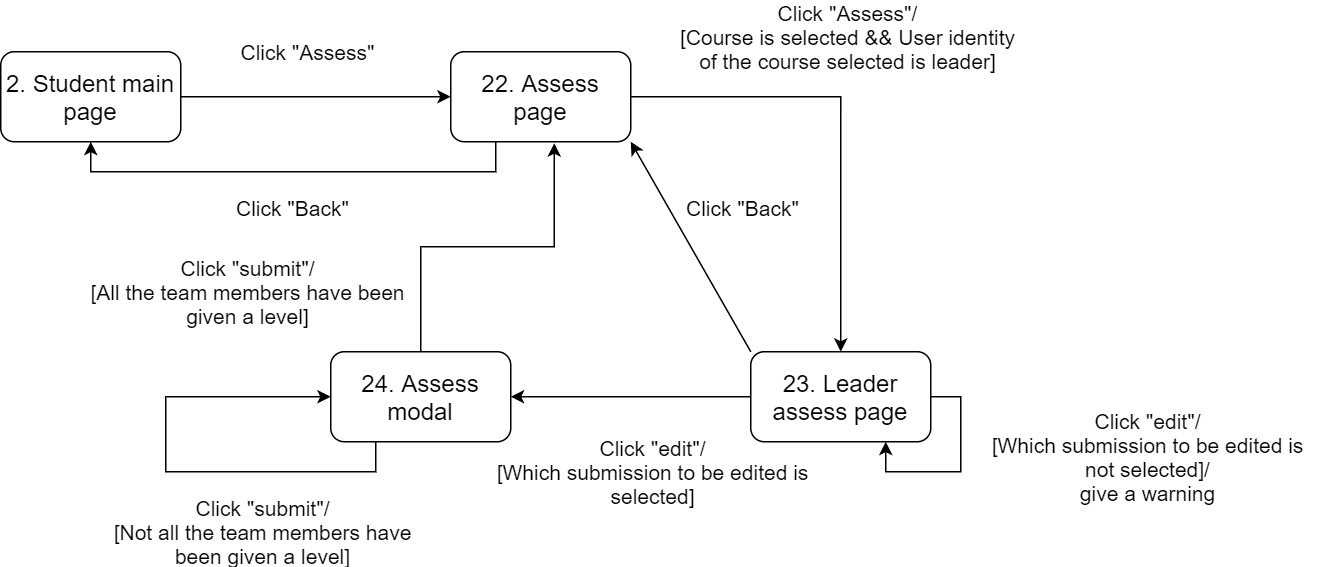 Click "Assess"/
[Course is selected && User identity
of the course selected is leader]
Click "Assess"
2. Student main
page
22. Assess
page
Click "Back"
Click "Back"
Click "submit"/
[All the team members have been
given a level]
24. Assess
modal
23. Leader
assess page
Click "edit"/
[Which submission to be edited is
selected]
Click "edit"/
[Which submission to be edited is
not selected]/
give a warning
Click "submit"/
[Not all the team members have
been given a level]